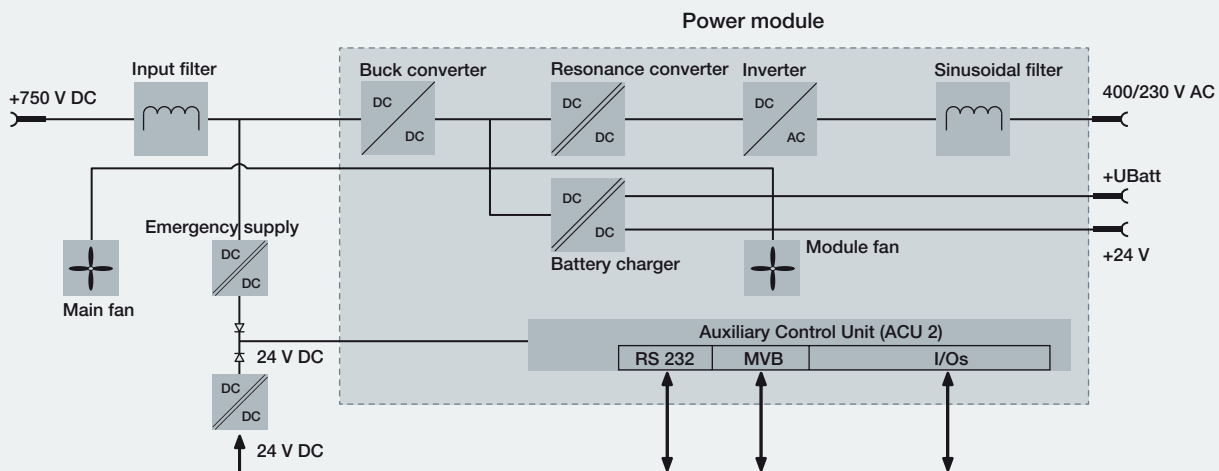 Power module
Input filter
Buck converter
Resonance converter
Inverter
Sinusoidal filter
+750 V DC
400/230 V AC
DC
DC
DC
DC
DC
AC
+UBatt
DC
DC
Emergency supply
Module fan
+24 V
DC
DC
Battery charger
Main fan
Auxiliary Control Unit (ACU 2)
24 V DC
RS 232
MVB
I/Os
DC
DC
24 V DC